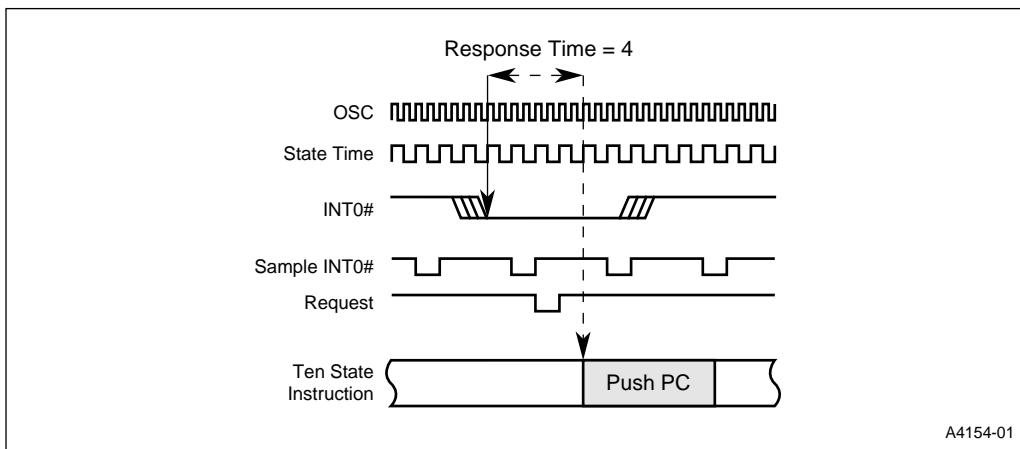 Response Time = 4
OSC
State Time
INT0#
Sample INT0#
Request
Ten State
Instruction
Push PC
A4154-01